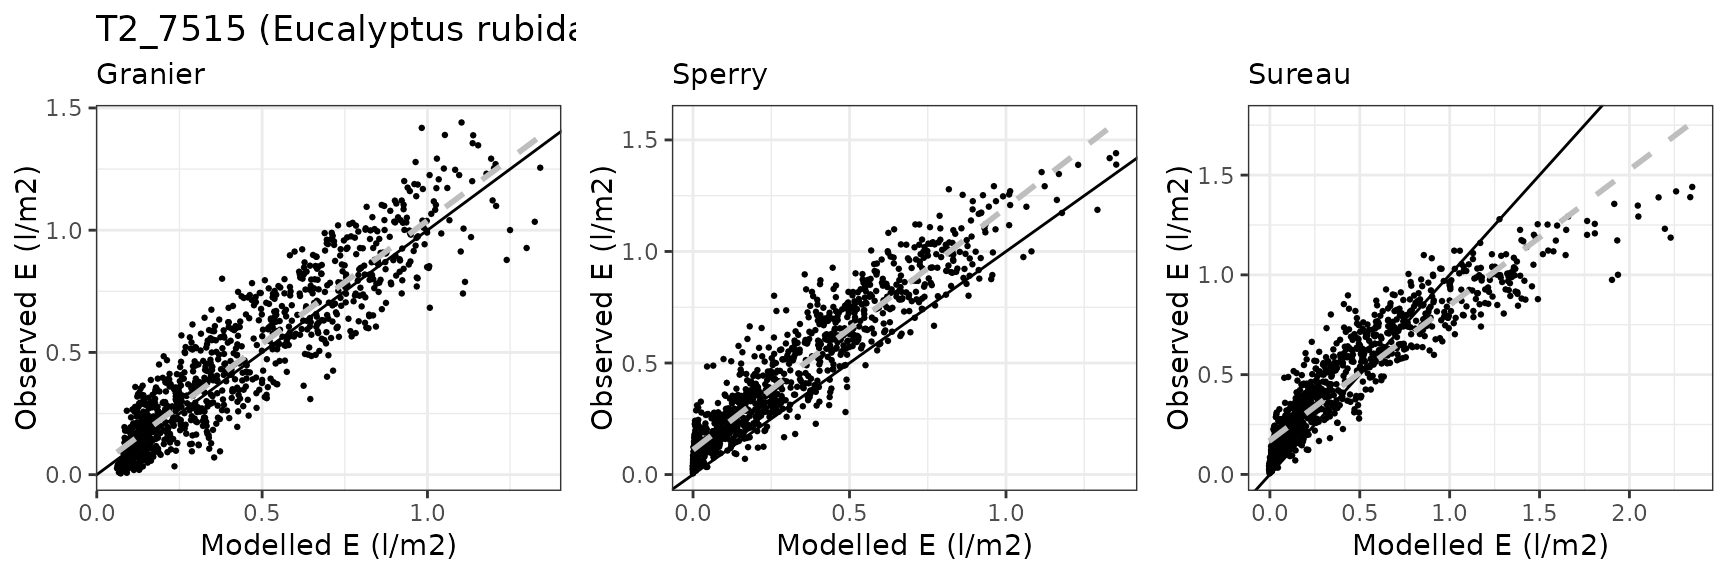 T2_7515 (Eucalyptus rubida
Granier
1.5
1.0
0.5
0.0
0.0 0.5 1.0
Observed E (l/m2)
Modelled E (l/m2)
Sperry
1.5
1.0
0.5
0.0
0.0 0.5 1.0
Observed E (l/m2)
Modelled E (l/m2)
Sureau
1.5
1.0
0.5
0.0
0.0 0.5 1.0 1.5 2.0
Observed E (l/m2)
Modelled E (l/m2)